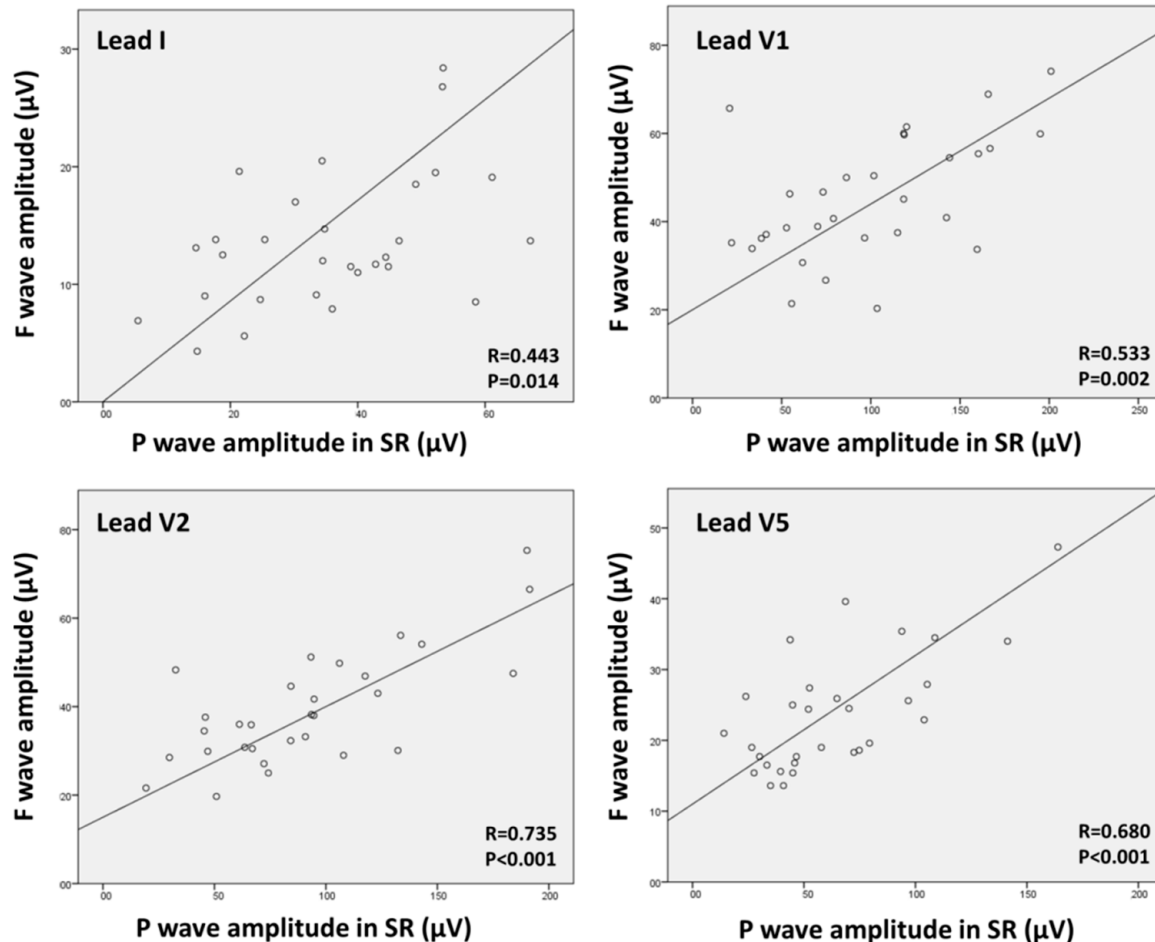 Lead I
F wave amplitude (µV)
30
20
10
00
R=0.443
P=0.014
00 20 40 60
P wave amplitude in SR (µV)
Lead V1
F wave amplitude (µV)
80
60
40
20
00
R=0.533
P=0.002
00 50 100 150 200 250
P wave amplitude in SR (µV)
Lead V2
F wave amplitude (µV)
80
60
40
20
00
R=0.735
P<0.001
00 50 100 150 200
P wave amplitude in SR (µV)
Lead V5
F wave amplitude (µV)
50
40
30
20
10
00
R=0.680
P<0.001
00 50 100 150 200
P wave amplitude in SR (µV)